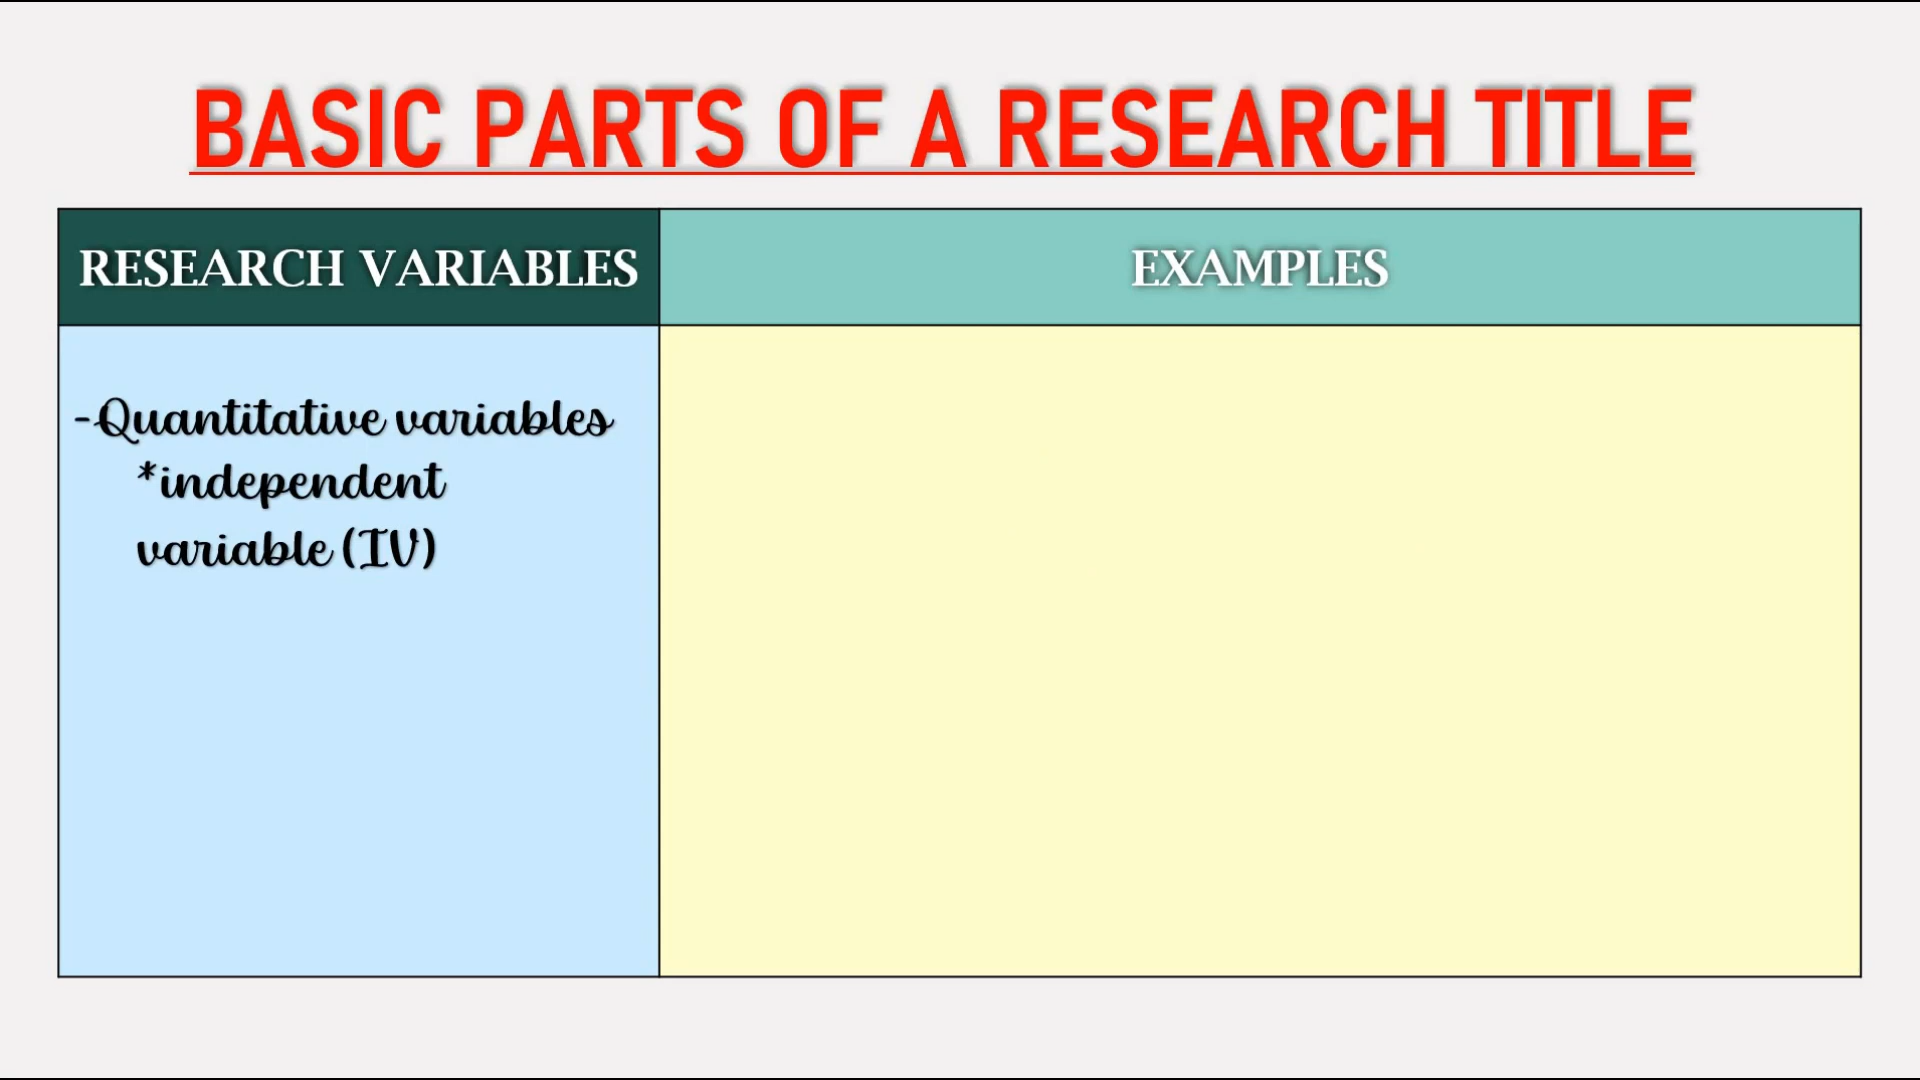 BASIC PARTS OF A RESEARCH TITLE
RESEARCH VARIABLES
EXAMPLES
-Quantitative variables
*independent
variable (IV)